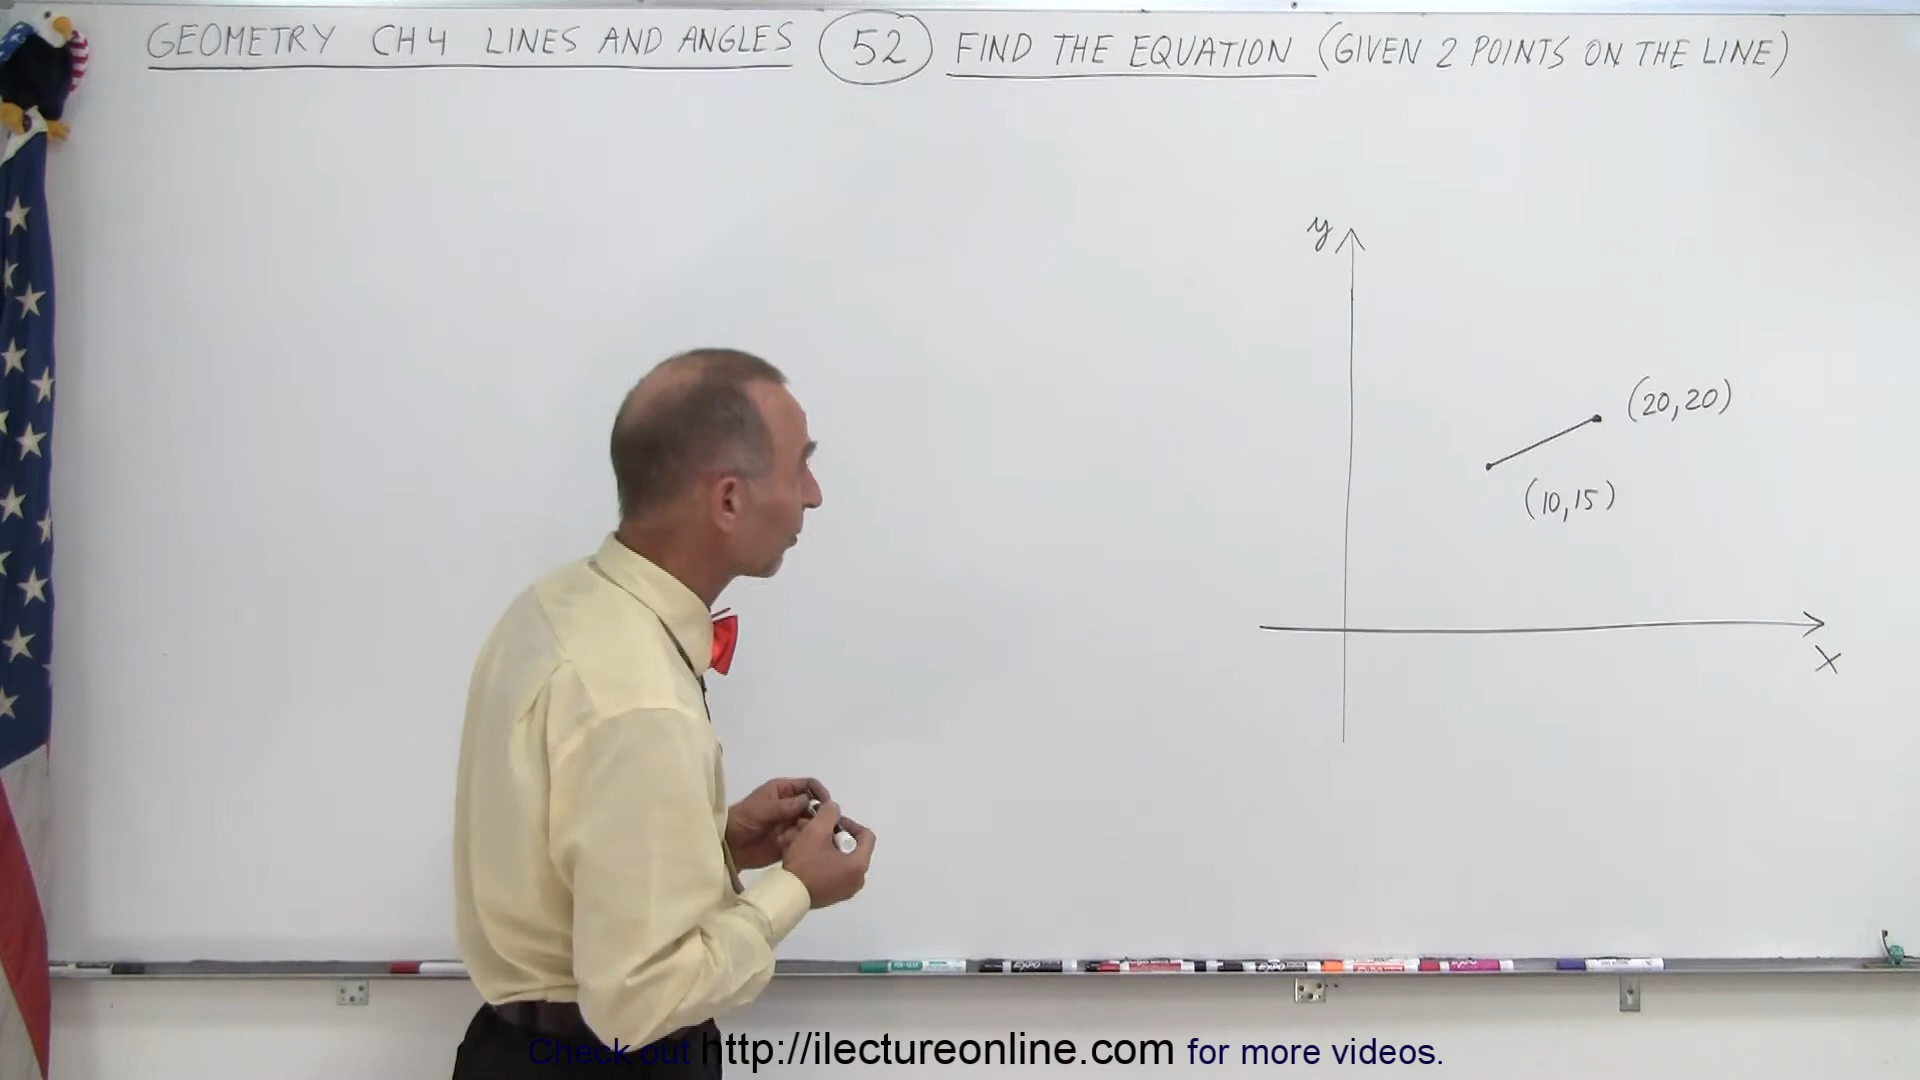 GEOMETRY CH 4 LINES AND ANGLES 52 FIND THE EQUATION (GIVEN 2 POINTS ON THE LINE)
y
(20,20)
(10,15)
x
Check out http://ilectureonline.com for more videos.